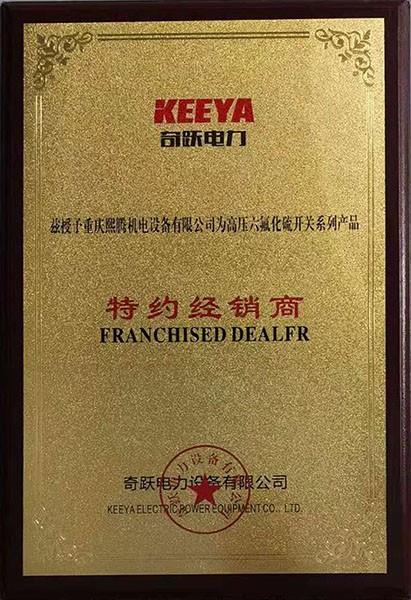 KEEYA
奇跃电力
兹授予重庆熙腾机电设备有限公司为高压六氟化硫开关系列产品
特约经销商
FRANCHISED DEALFR
奇跃电力设备有限公司
KEEYA ELECTRIC POWER EQUIPMENT CO., LTD.